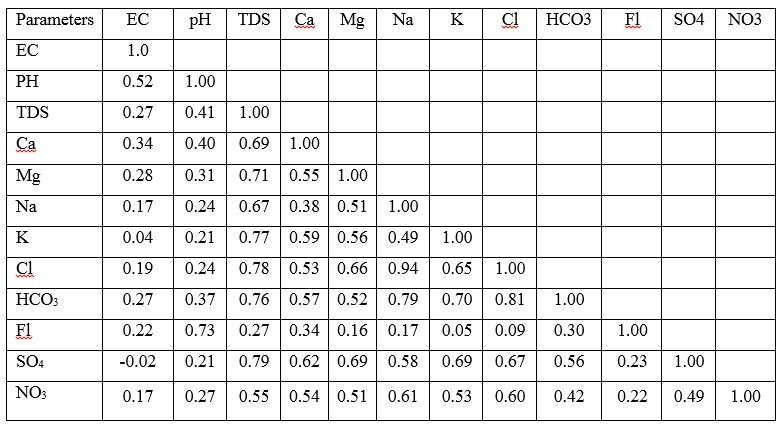 Parameters EC pH TDS Ca Mg Na K Cl HCO3 Fl SO4 NO3
EC 1.0
PH 0.52 1.00
TDS 0.27 0.41 1.00
Ca 0.34 0.40 0.69 1.00
Mg 0.28 0.31 0.71 0.55 1.00
Na 0.17 0.24 0.67 0.38 0.51 1.00
K 0.04 0.21 0.77 0.59 0.56 0.49 1.00
Cl 0.19 0.24 0.78 0.53 0.66 0.94 0.65 1.00
HCO₃ 0.27 0.37 0.76 0.57 0.52 0.79 0.70 0.81 1.00
Fl 0.22 0.73 0.27 0.34 0.16 0.17 0.05 0.09 0.30 1.00
SO₄ -0.02 0.21 0.79 0.62 0.69 0.58 0.69 0.67 0.56 0.23 1.00
NO₃ 0.17 0.27 0.55 0.54 0.51 0.61 0.53 0.60 0.42 0.22 0.49 1.00